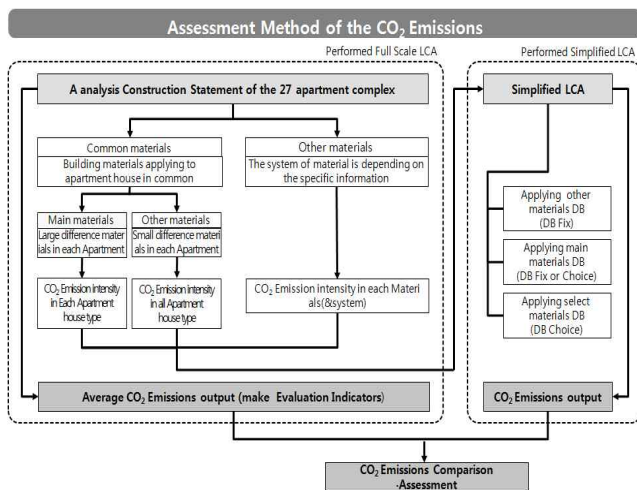 Assessment Method of the CO2 Emissions
Performed Full Scale LCA
Performed Simplified LCA
A analysis Construction Statement of the 27 apartment complex
Simplified LCA
Common materials
Building materials applying to
apartment house in common
Other materials
The system of material is depending on
the specific information
Main materials
Large difference mater
ials in each Apartment
Other materials
Small difference materi
als in each Apartment
CO2 Emission intensity
in Each Apartment
house type
CO2 Emission intensity
in all Apartment
house type
CO2 Emission intensity in each Materi
als(&system)
Applying other
materials DB
(DB Fix)
Applying main
materials DB
(DB Fix or Choice)
Applying select
materials DB
(DB Choice)
Average CO2 Emissions output (make Evaluation Indicators)
CO2 Emissions output
CO2 Emissions Comparison
·Assessment